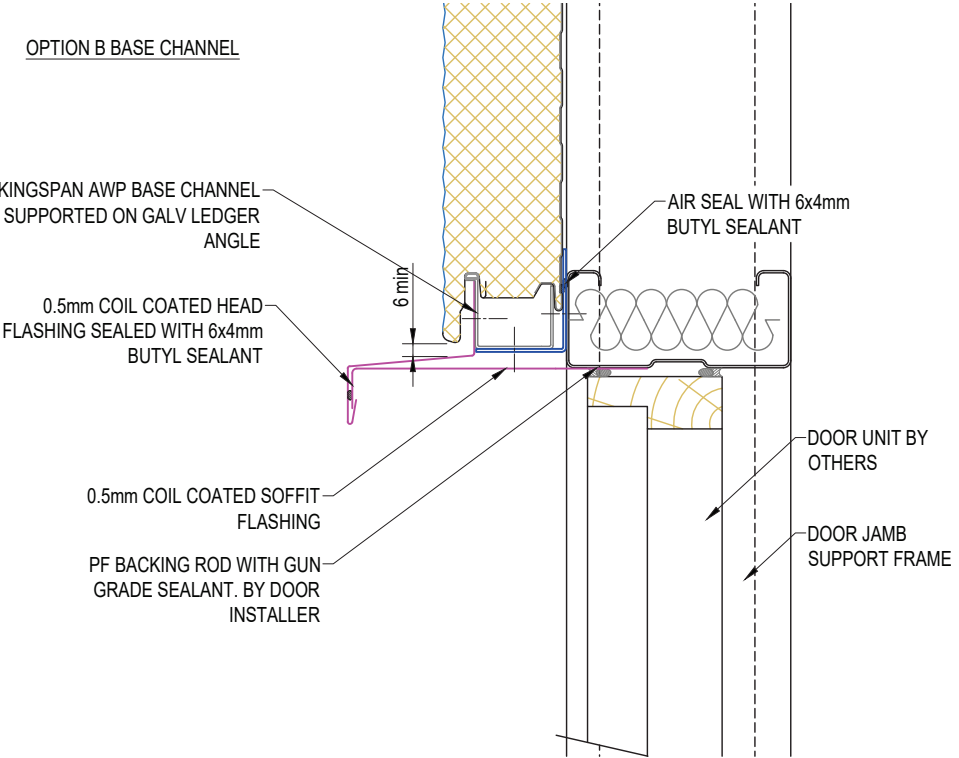 OPTION B BASE CHANNEL
KINGSPAN AWP BASE CHANNEL
SUPPORTED ON GALV LEDGER
ANGLE
AIR SEAL WITH 6x4mm
BUTYL SEALANT
6 min
0.5mm COIL COATED HEAD
FLASHING SEALED WITH 6x4mm
BUTYL SEALANT
DOOR UNIT BY
OTHERS
0.5mm COIL COATED SOFFIT
FLASHING
DOOR JAMB
SUPPORT FRAME
PF BACKING ROD WITH GUN
GRADE SEALANT. BY DOOR
INSTALLER